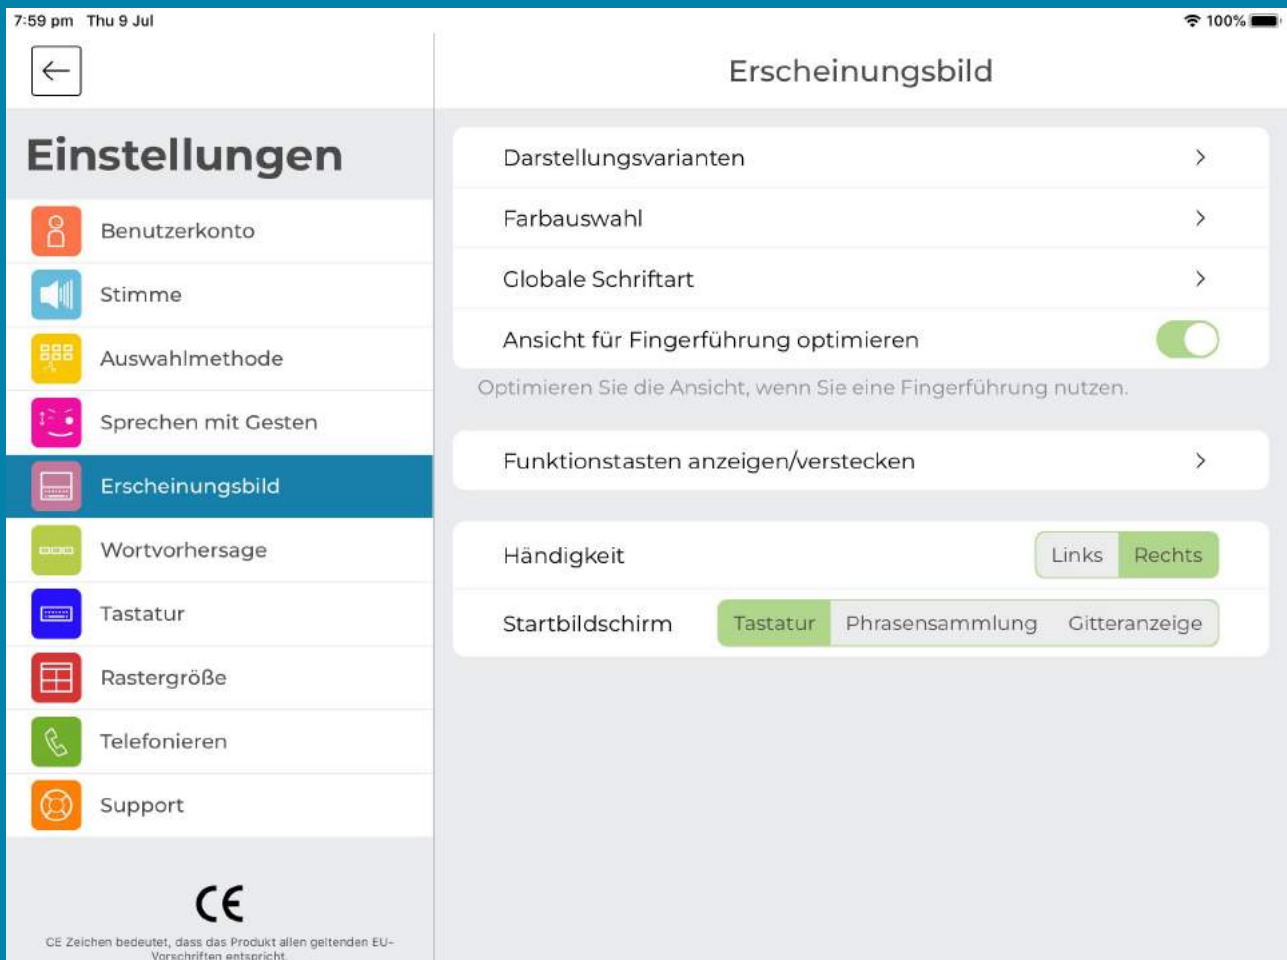 7:59 pm Thu 9 Jul
100%
Erscheinungsbild
Einstellungen
Benutzerkonto
Stimme
Auswahlmethode
Sprechen mit Gesten
Erscheinungsbild
Wortvorhersage
Tastatur
Rastergröße
Telefonieren
Support
CE
CE Zeichen bedeutet, dass das Produkt allen geltenden EU-
Vorschriften entspricht.
Darstellungsvarianten
Farbauswahl
Globale Schriftart
Ansicht für Fingerführung optimieren
Optimieren Sie die Ansicht, wenn Sie eine Fingerführung nutzen.
Funktionstasten anzeigen/verstecken
Händigkeit Links Rechts
Startbildschirm Tastatur Phrasensammlung Gitteranzeige